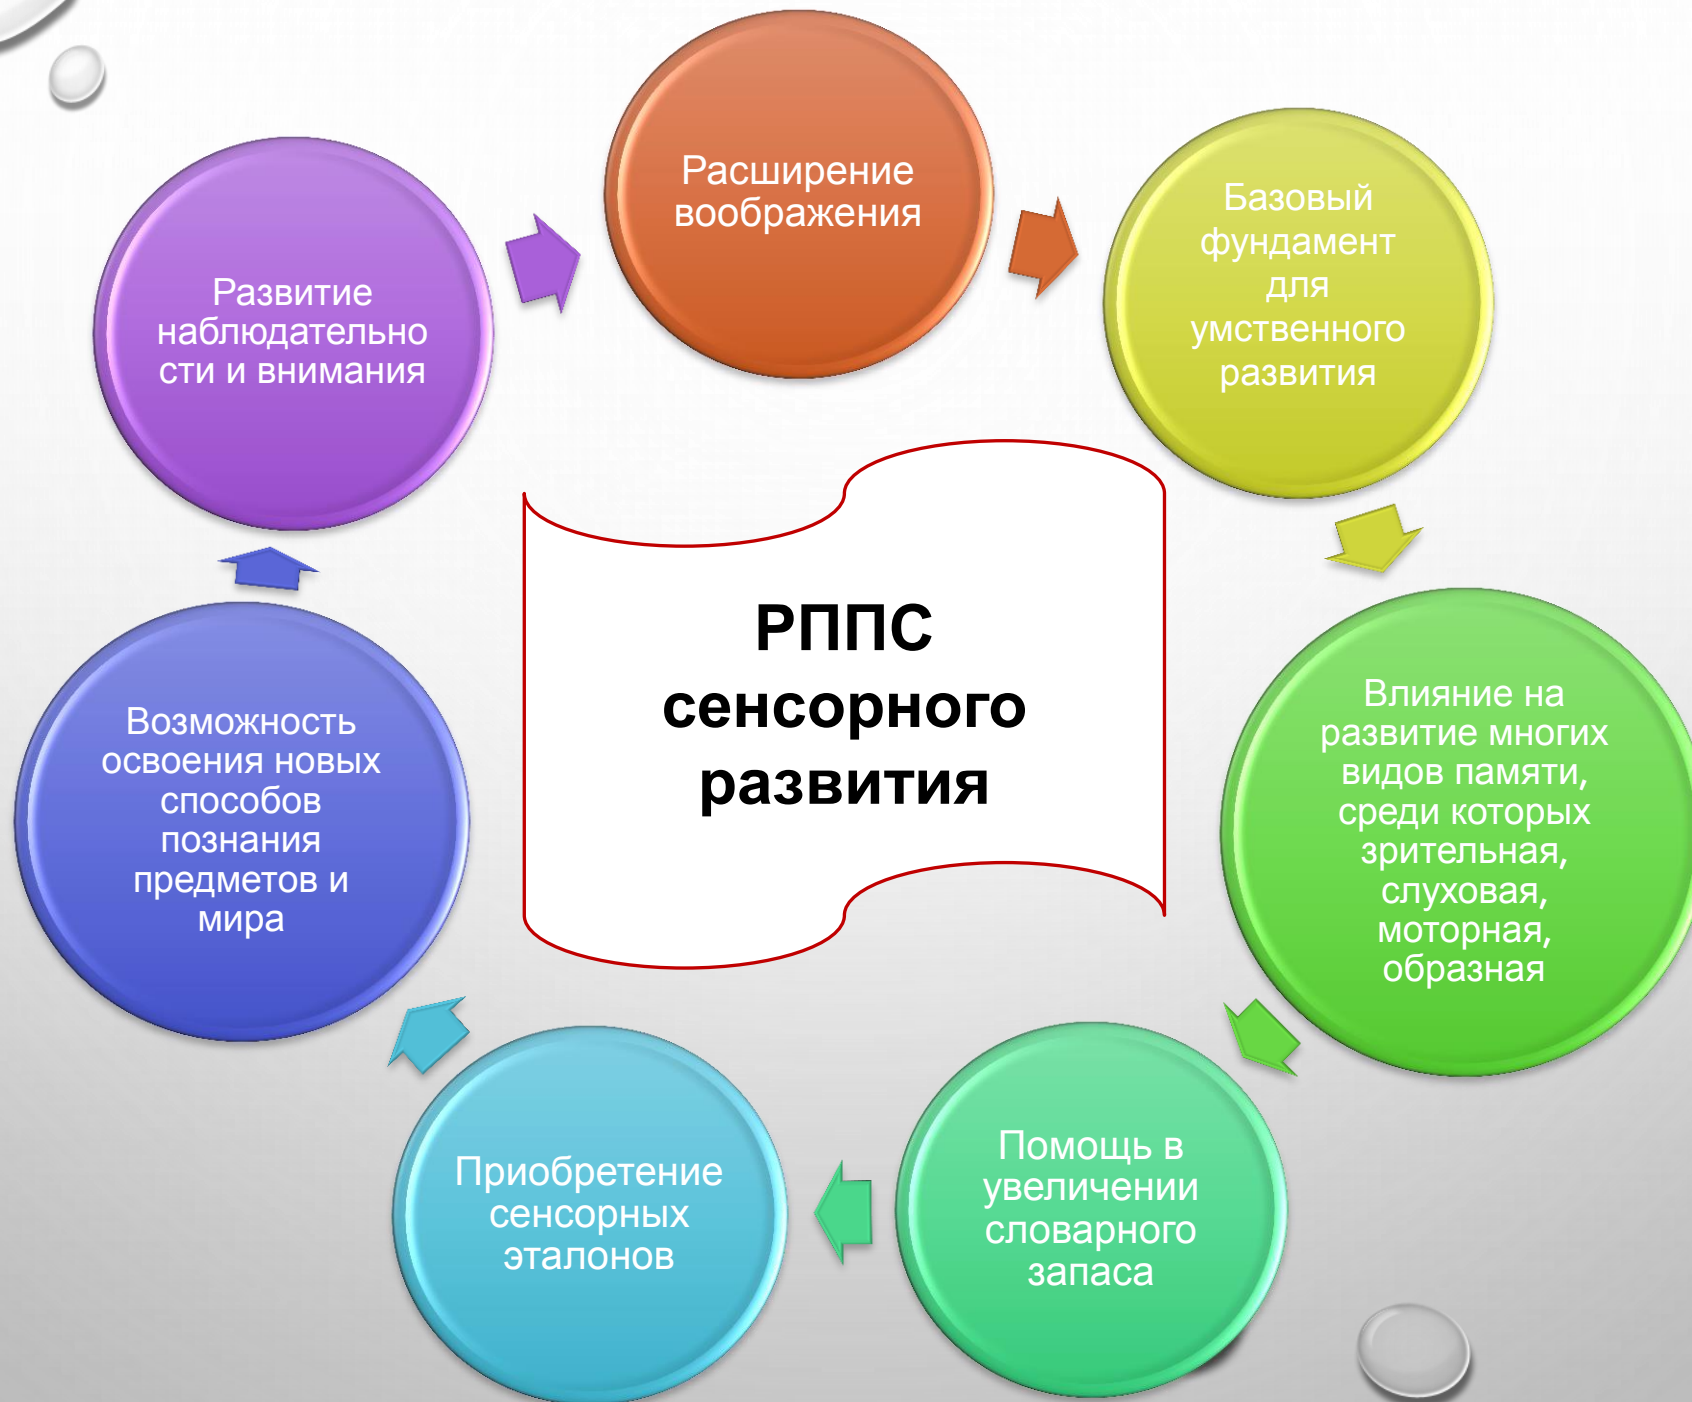 Расширение
воображения
Базовый
фундамент
для
умственного
развития
Влияние на
развитие многих
видов памяти,
среди которых
зрительная,
слуховая,
моторная,
образная
Помощь в
увеличении
словарного
запаса
Приобретение
сенсорных
эталонов
Возможность
освоения новых
способов
познания
предметов и
мира
Развитие
наблюдательно
сти и внимания
РППС
сенсорного
развития